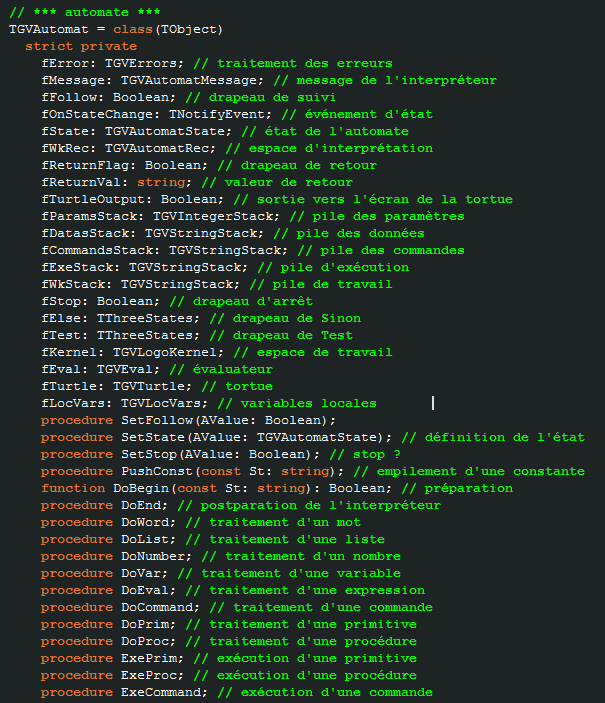 // *** automate ***
TGVAutomat = class(TObject)
strict private
fError: TGVErrors; // traitement des erreurs
fMessage: TGVAutomatMessage; // message de l'interpréteur
fFollow: Boolean; // drapeau de suivi
fOnStateChange: TNotifyEvent; // événement d'état
fState: TGVAutomatState; // état de l'automate
fWkRec: TGVAutomatRec; // espace d'interprétation
fReturnFlag: Boolean; // drapeau de retour
fReturnVal: string; // valeur de retour
fTurtleOutput: Boolean; // sortie vers l'écran de la tortue
fParamsStack: TGVIntegerStack; // pile des paramètres
fDatasStack: TGVStringStack; // pile des données
fCommandsStack: TGVStringStack; // pile des commandes
fExeStack: TGVStringStack; // pile d'exécution
fWkStack: TGVStringStack; // pile de travail
fStop: Boolean; // drapeau d'arrêt
fElse: TThreeStates; // drapeau de Sinon
fTest: TThreeStates; // drapeau de Test
fKernel: TGVLogoKernel; // espace de travail
fEval: TGVEval; // évaluateur
fTurtle: TGVTurtle; // tortue
fLocVars: TGVLocVars; // variables locales
procedure SetFollow(AValue: Boolean);
procedure SetState(AValue: TGVAutomatState); // définition de l'état
procedure SetStop(AValue: Boolean); // stop ?
procedure PushConst(const St: string); // empilement d'une constante
function DoBegin(const St: string): Boolean; // préparation
procedure DoEnd; // postparation de l'interpréteur
procedure DoWord; // traitement d'un mot
procedure DoList; // traitement d'une liste
procedure DoNumber; // traitement d'un nombre
procedure DoVar; // traitement d'une variable
procedure DoEval; // traitement d'une expression
procedure DoCommand; // traitement d'une commande
procedure DoPrim; // traitement d'une primitive
procedure DoProc; // traitement d'une procédure
procedure ExePrim; // exécution d'une primitive
procedure ExeProc; // exécution d'une procédure
procedure ExeCommand; // exécution d'une commande